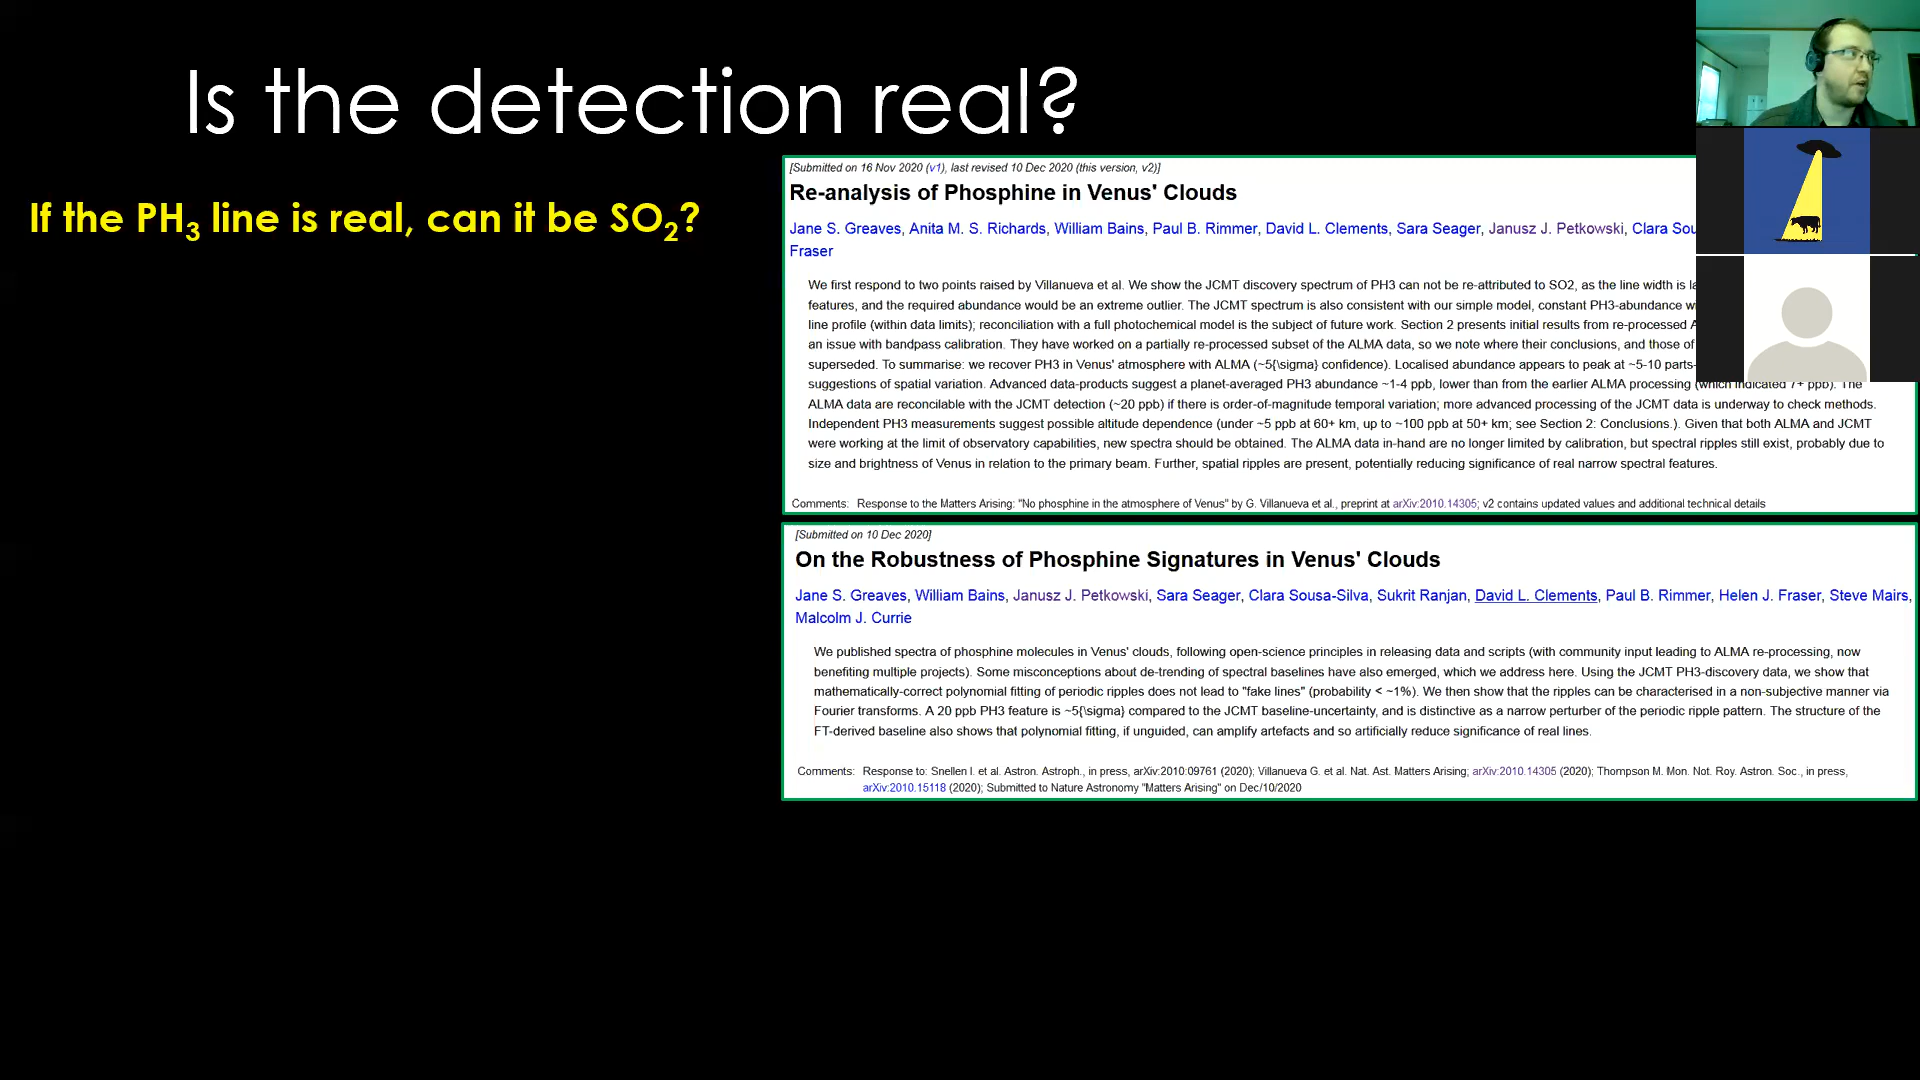 Is the detection real?
If the PH3 line is real, can it be SO2?
[Submitted on 16 Nov 2020 (v1), last revised 10 Dec 2020 (this version, v2)]
Re-analysis of Phosphine in Venus' Clouds
Jane S. Greaves, Anita M. S. Richards, William Bains, Paul B. Rimmer, David L. Clements, Sara Seager, Janusz J. Petkowski, Clara
Fraser
We first respond to two points raised by Villanueva et al. We show the JCMT discovery spectrum of PH3 can not be re-attributed to SO2, as the line width is
features, and the required abundance would be an extreme outlier. The JCMT spectrum is also consistent with our simple model, constant PH3-abundance
line profile (within data limits); reconciliation with a full photochemical model is the subject of future work. Section 2 presents initial results from re-processed
an issue with bandpass calibration. They have worked on a partially re-processed subset of the ALMA data, so we note where their conclusions, and those of
superseded. To summarise: we recover PH3 in Venus' atmosphere with ALMA (~5{\sigma} confidence). Localised abundance appears to peak at ~5-10 parts-
suggestions of spatial variation. Advanced data-products suggest a planet-averaged PH3 abundance ~1-4 ppb, lower than from the earlier ALMA processing (which indicated 7+ ppb). The
ALMA data are reconcilable with the JCMT detection (~20 ppb) if there is order-of-magnitude temporal variation; more advanced processing of the JCMT data is underway to check methods.
Independent PH3 measurements suggest possible altitude dependence (under ~5 ppb at 60+ km, up to ~100 ppb at 50+ km; see Section 2: Conclusions.). Given that both ALMA and JCMT
were working at the limit of observatory capabilities, new spectra should be obtained. The ALMA data in-hand are no longer limited by calibration, but spectral ripples still exist, probably due to
size and brightness of Venus in relation to the primary beam. Further, spatial ripples are present, potentially reducing significance of real narrow spectral features.
Comments: Response to the Matters Arising: "No phosphine in the atmosphere of Venus" by G. Villanueva et al., preprint at arXiv:2010.14305; v2 contains updated values and additional technical details
[Submitted on 10 Dec 2020]
On the Robustness of Phosphine Signatures in Venus' Clouds
Jane S. Greaves, William Bains, Janusz J. Petkowski, Sara Seager, Clara Sousa-Silva, Sukrit Ranjan, David L. Clements, Paul B. Rimmer, Helen J. Fraser, Steve Mairs,
Malcolm J. Currie
We published spectra of phosphine molecules in Venus' clouds, following open-science principles in releasing data and scripts (with community input leading to ALMA re-processing, now
benefiting multiple projects). Some misconceptions about de-trending of spectral baselines have also emerged, which we address here. Using the JCMT PH3-discovery data, we show that
mathematically-correct polynomial fitting of periodic ripples does not lead to "fake lines" (probability < ~1%). We then show that the ripples can be characterised in a non-subjective manner via
Fourier transforms. A 20 ppb PH3 feature is ~5{\sigma} compared to the JCMT baseline-uncertainty, and is distinctive as a narrow perturber of the periodic ripple pattern. The structure of the
FT-derived baseline also shows that polynomial fitting, if unguided, can amplify artefacts and so artificially reduce significance of real lines.
Comments: Response to: Snellen I. et al. Astron. Astroph., in press, arXiv:2010:09761 (2020); Villanueva G. et al. Nat. Ast. Matters Arising; arXiv:2010.14305 (2020); Thompson M. Mon. Not. Roy. Astron. Soc., in press,
arXiv:2010.15118 (2020); Submitted to Nature Astronomy "Matters Arising" on Dec/10/2020